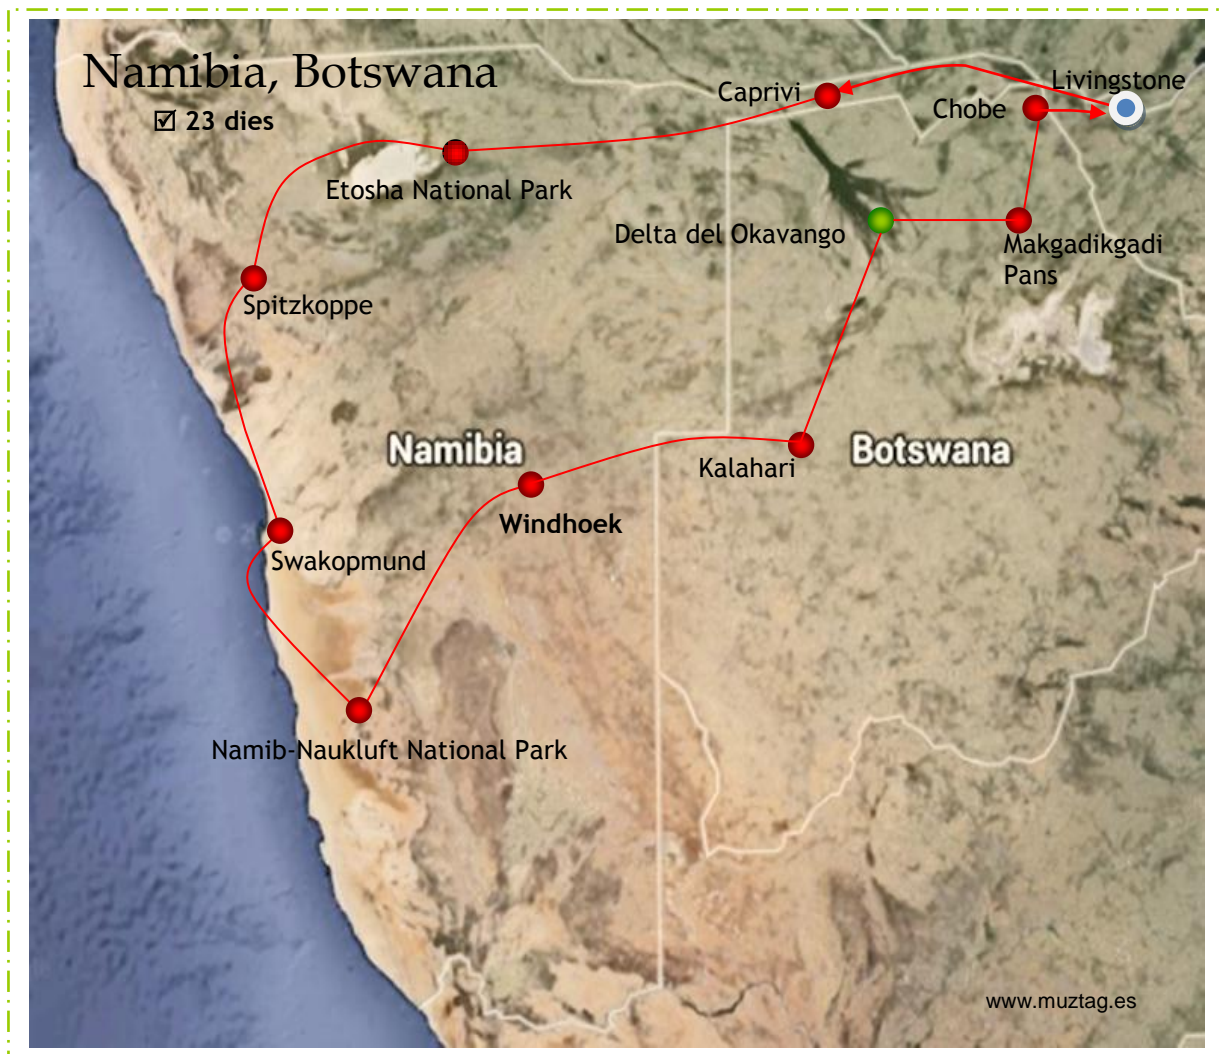 Namibia, Botswana
☑ 23 dies
Livingstone
Caprivi
Chobe
Etosha National Park
Delta del Okavango
Makgadikgadi
Pans
Spitzkoppe
Namibia
Botswana
Kalahari
Windhoek
Swakopmund
Namib-Naukluft National Park
www.muztag.es